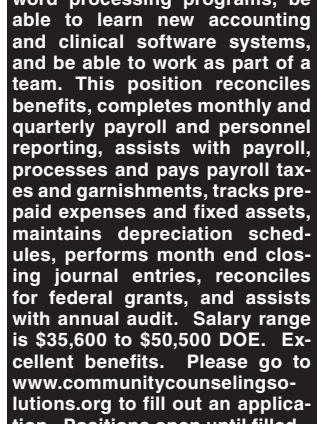 word processing programs, be
able to learn new accounting
and clinical software systems,
and be able to work as part of a
team. This position reconciles
benefits, completes monthly and
quarterly payroll and personnel
reporting, assists with payroll,
processes and pays payroll tax-
es and garnishments, tracks pre-
paid expenses and fixed assets,
maintains depreciation sched-
ules, performs month end clos-
ing journal entries, reconciles
for federal grants, and assists
with annual audit. Salary range
is $35,600 to $50,500 DOE. Ex-
cellent benefits. Please go to
www.communitycounselingso-
lutions.org to fill out an applica-
tion. Positions open until filled.